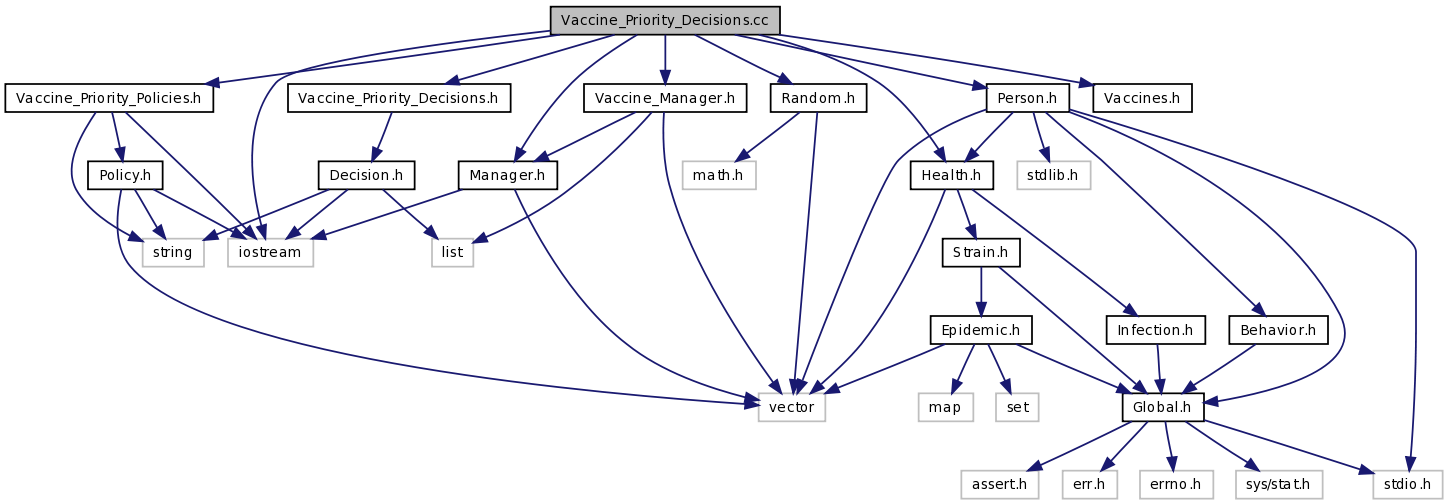 Vaccine_Priority_Decisions.cc
Vaccine_Priority_Policies.h
Vaccine_Priority_Decisions.h
Vaccine_Manager.h
Random.h
Person.h
Vaccines.h
Policy.h
Decision.h
Manager.h
math.h
Health.h
stdlib.h
string
iostream
list
Strain.h
Epidemic.h
Infection.h
Behavior.h
vector
map
set
Global.h
assert.h
err.h
errno.h
sys/stat.h
stdio.h